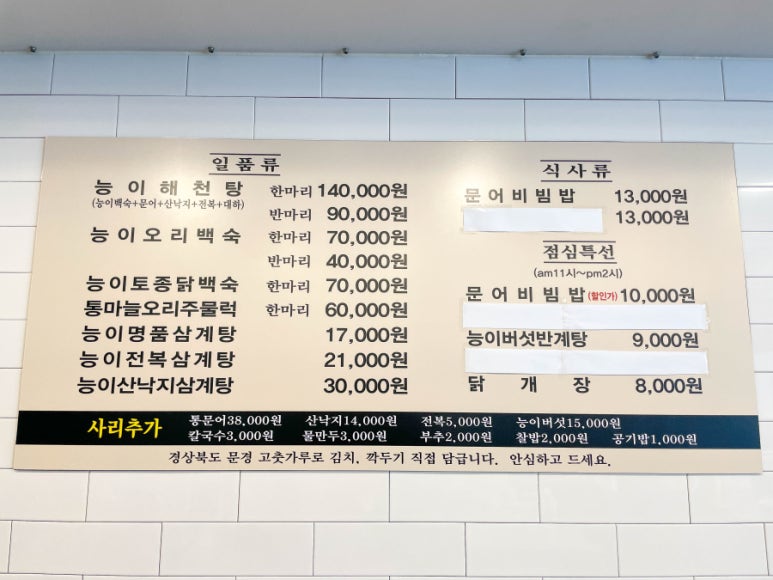 일품류
능이해천탕 한마리 140,000원
(능이백숙+문어+산낙지+전복+대하)
반마리 90,000원
능이오리백숙 한마리 70,000원
반마리 40,000원
능이토종닭백숙 한마리 70,000원
통마늘오리주물럭 한마리 60,000원
능이명품삼계탕 17,000원
능이전복삼계탕 21,000원
능이산낙지삼계탕 30,000원
식사류
문어비빔밥 13,000원
13,000원
점심특선
(am11시~pm2시)
문어비빔밥(할인가) 10,000원
능이버섯반계탕 9,000원
닭개장 8,000원
사리추가
통문어38,000원 산낙지14,000원 전복5,000원 능이버섯15,000원
칼국수3,000원 물만두3,000원 부추2,000원 찰밥2,000원 공기밥1,000원
경상북도 문경 고춧가루로 김치, 깍두기 직접 담급니다. 안심하고 드세요.